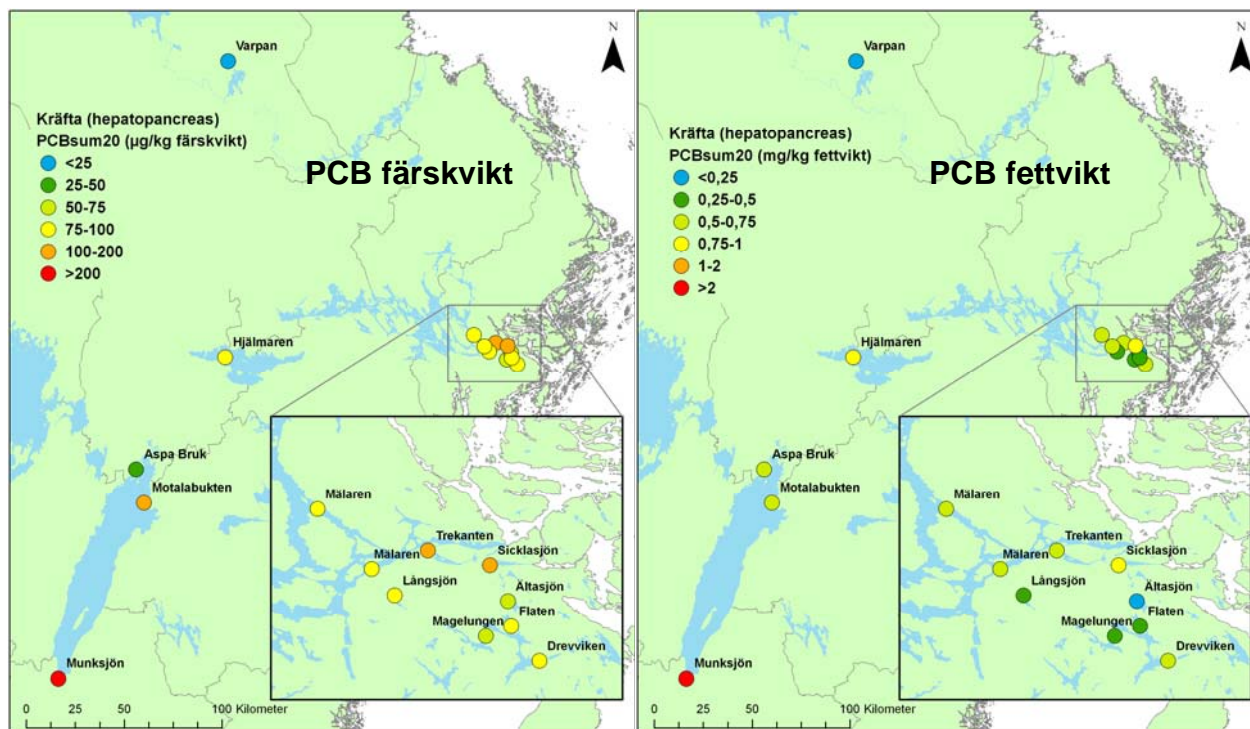 N
Varpan
Kräfta (hepatopancreas)
PCBsum20 (µg/kg färskvikt)
<25
25-50
50-75
75-100
100-200
>200
PCB färskvikt
Hjälmaren
Aspa Bruk
Motalabukten
Munksjön
Mälaren
Trekanten
Mälaren
Sicklasjön
Långsjön
Ältasjön
Flaten
Magelungen
Drevviken
0 25 50 100 Kilometer
N
Varpan
Kräfta (hepatopancreas)
PCBsum20 (mg/kg fettvikt)
<0,25
0,25-0,5
0,5-0,75
0,75-1
1-2
>2
PCB fettvikt
Hjälmaren
Aspa Bruk
Motalabukten
Munksjön
Mälaren
Trekanten
Mälaren
Sicklasjön
Långsjön
Ältasjön
Flaten
Magelungen
Drevviken
0 25 50 100 Kilometer